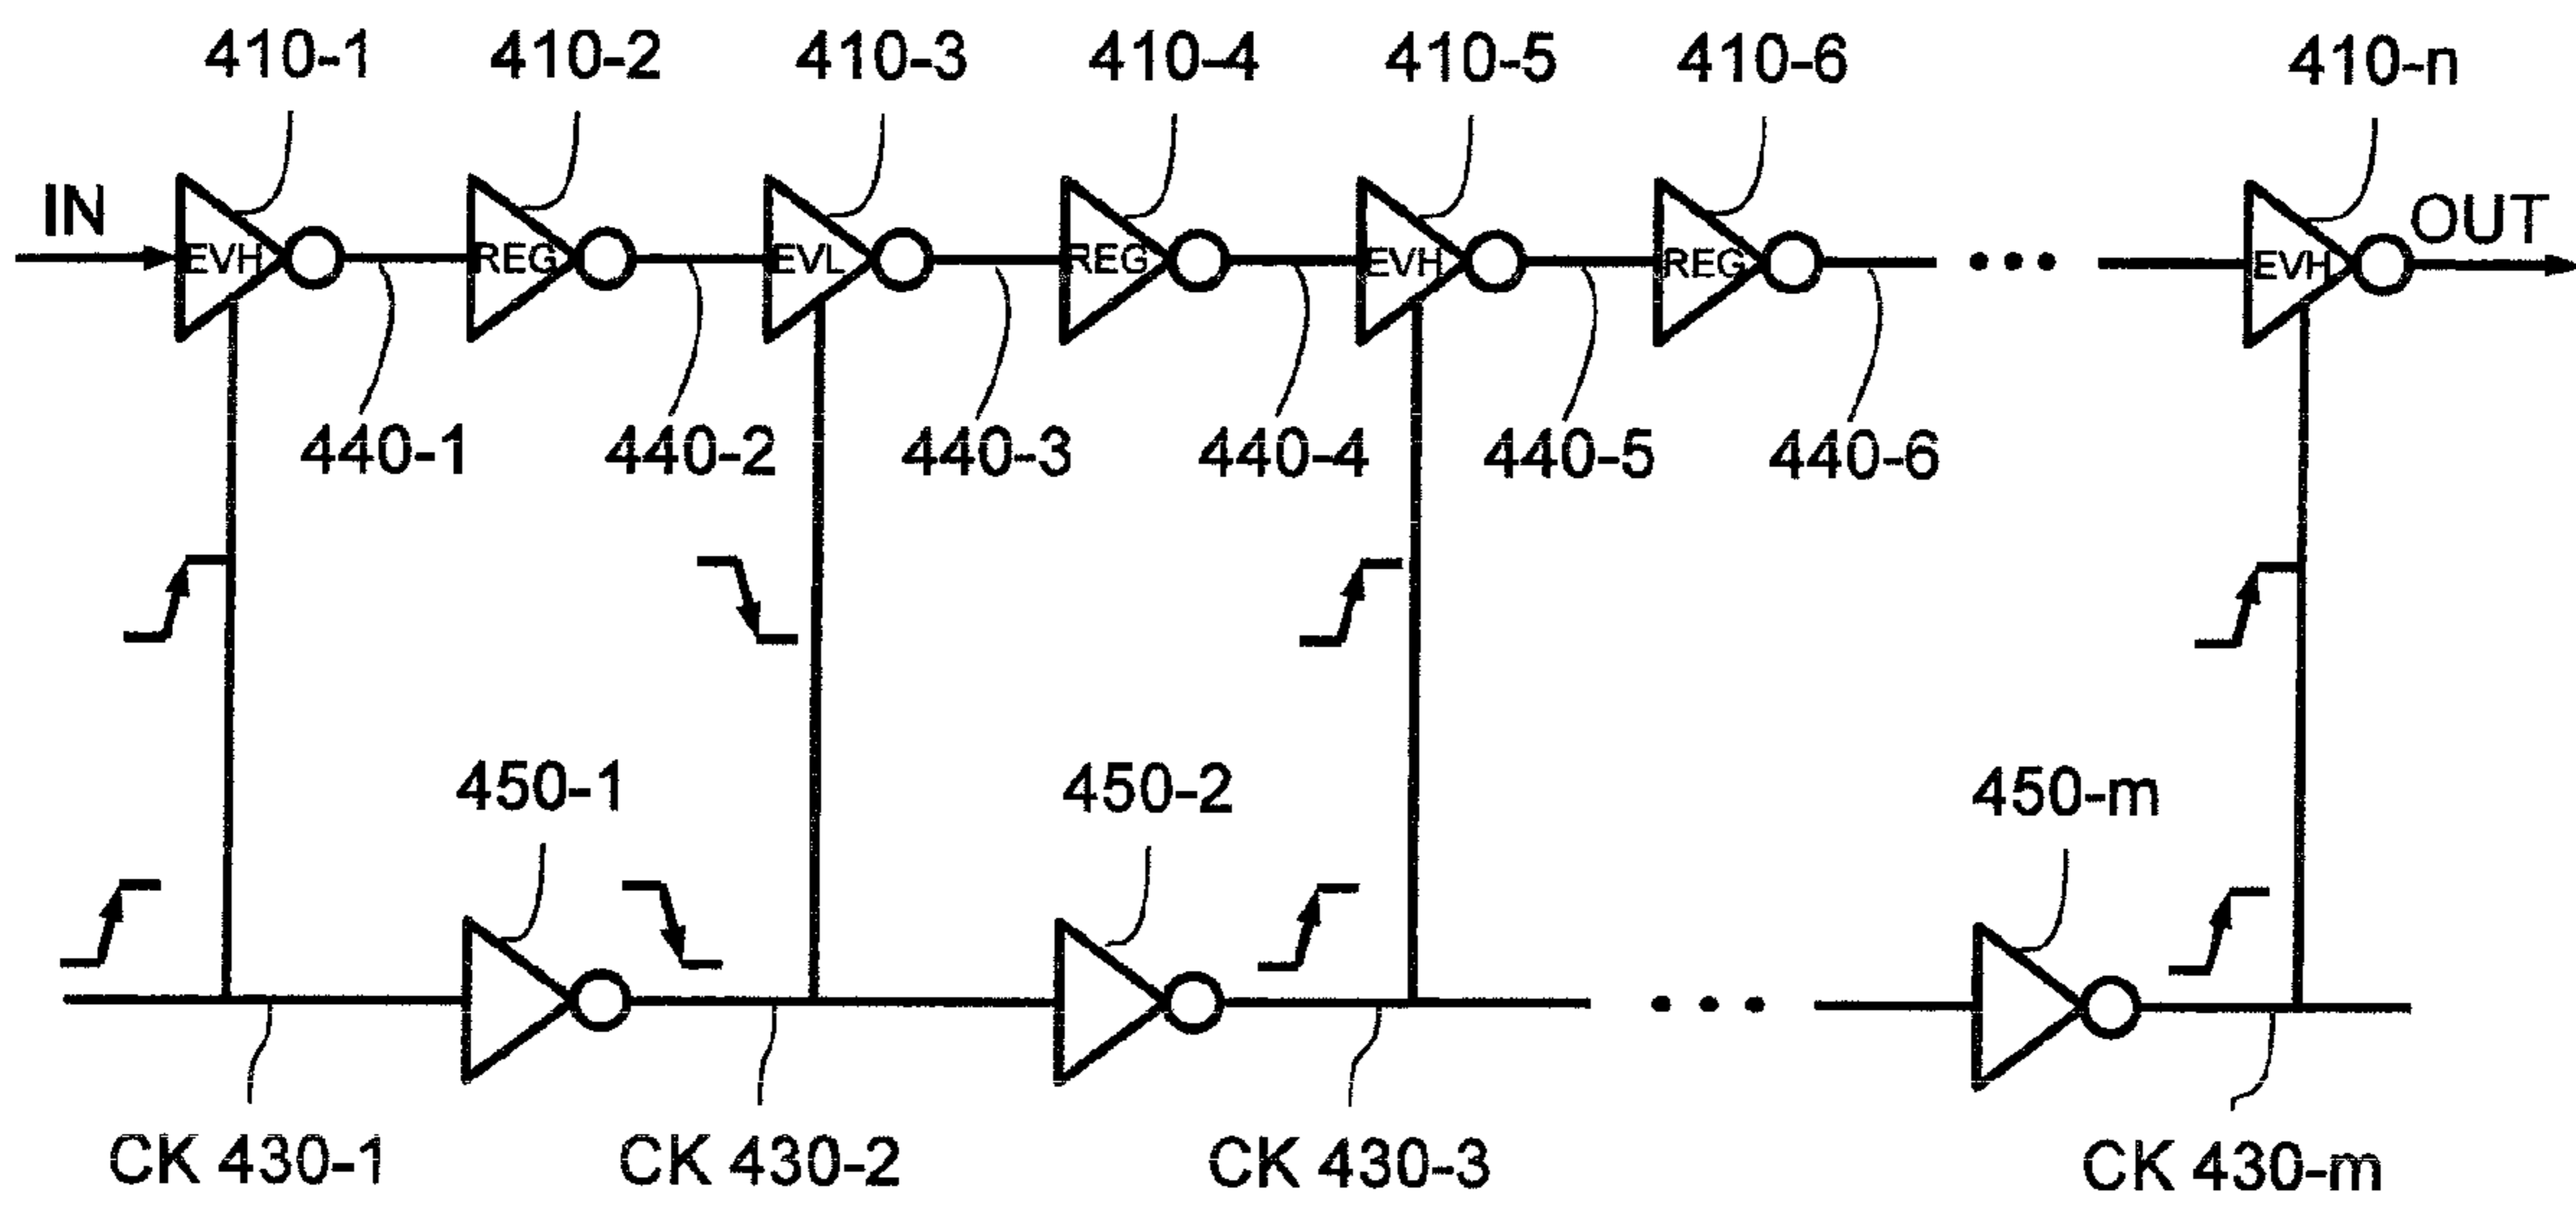 410-1 410-2 410-3 410-4 410-5 410-6 410-n
IN EVH REG EVL REG EVH REG EVH OUT
440-1 440-2 440-3 440-4 440-5 440-6
450-1 450-2 450-m
CK 430-1 CK 430-2 CK 430-3 CK 430-m